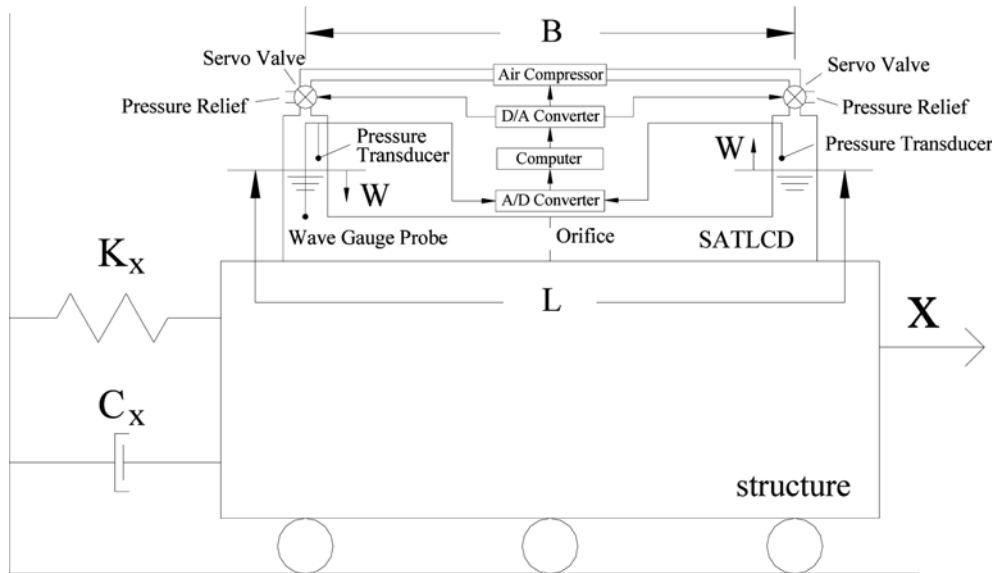 B
Servo Valve
Air Compressor
Servo Valve
Pressure Relief
D/A Converter
Pressure Relief
Pressure
Transducer
Computer
W
Pressure Transducer
W
A/D Converter
Wave Gauge Probe
Orifice
SATLCD
Kx
L
X
Cx
structure